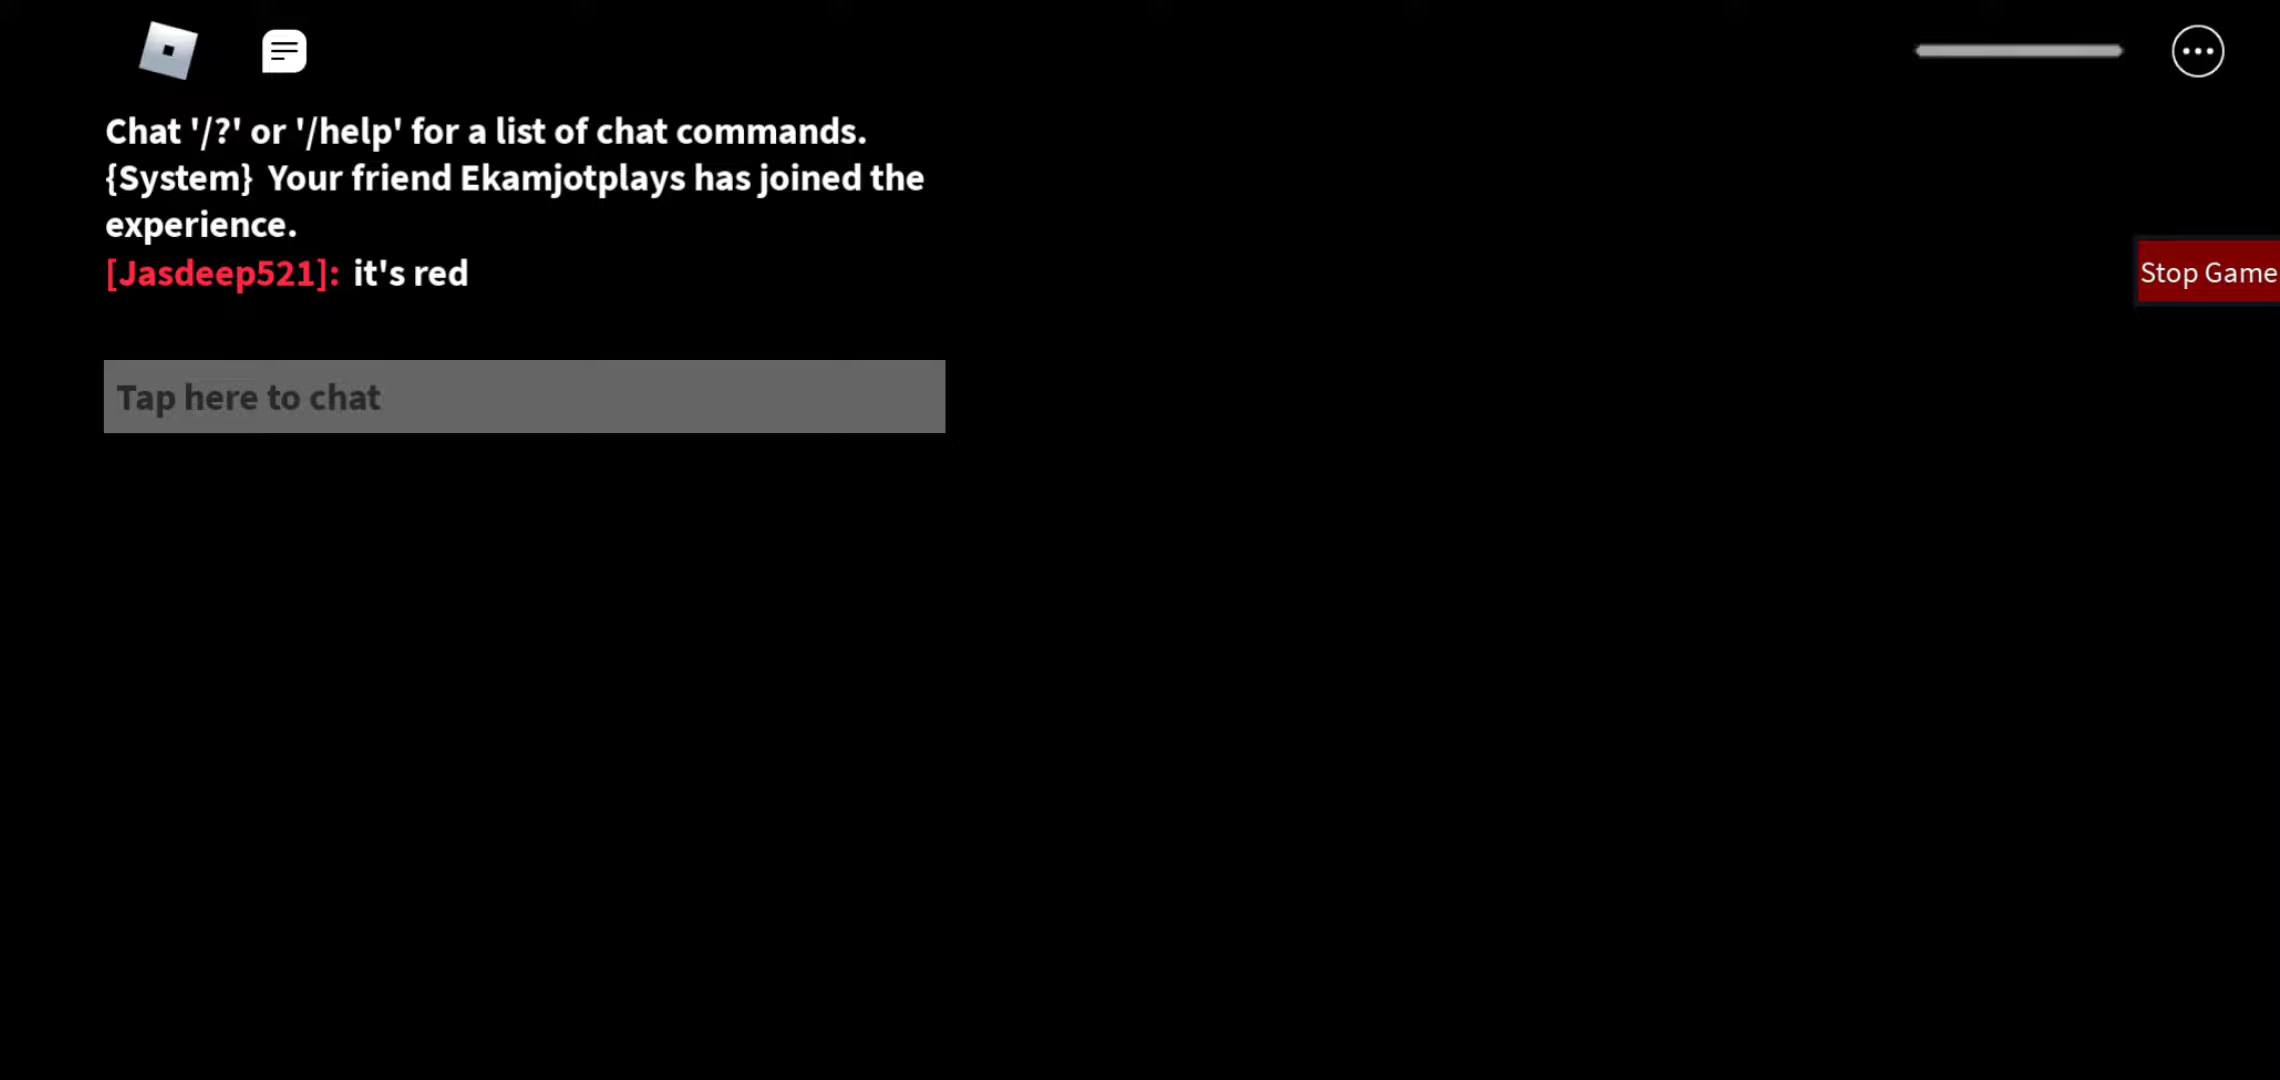 Chat '/?' or '/help' for a list of chat commands.
{System} Your friend Ekamjotplays has joined the
experience.
[Jasdeep521]: it's red
Stop Game
Tap here to chat